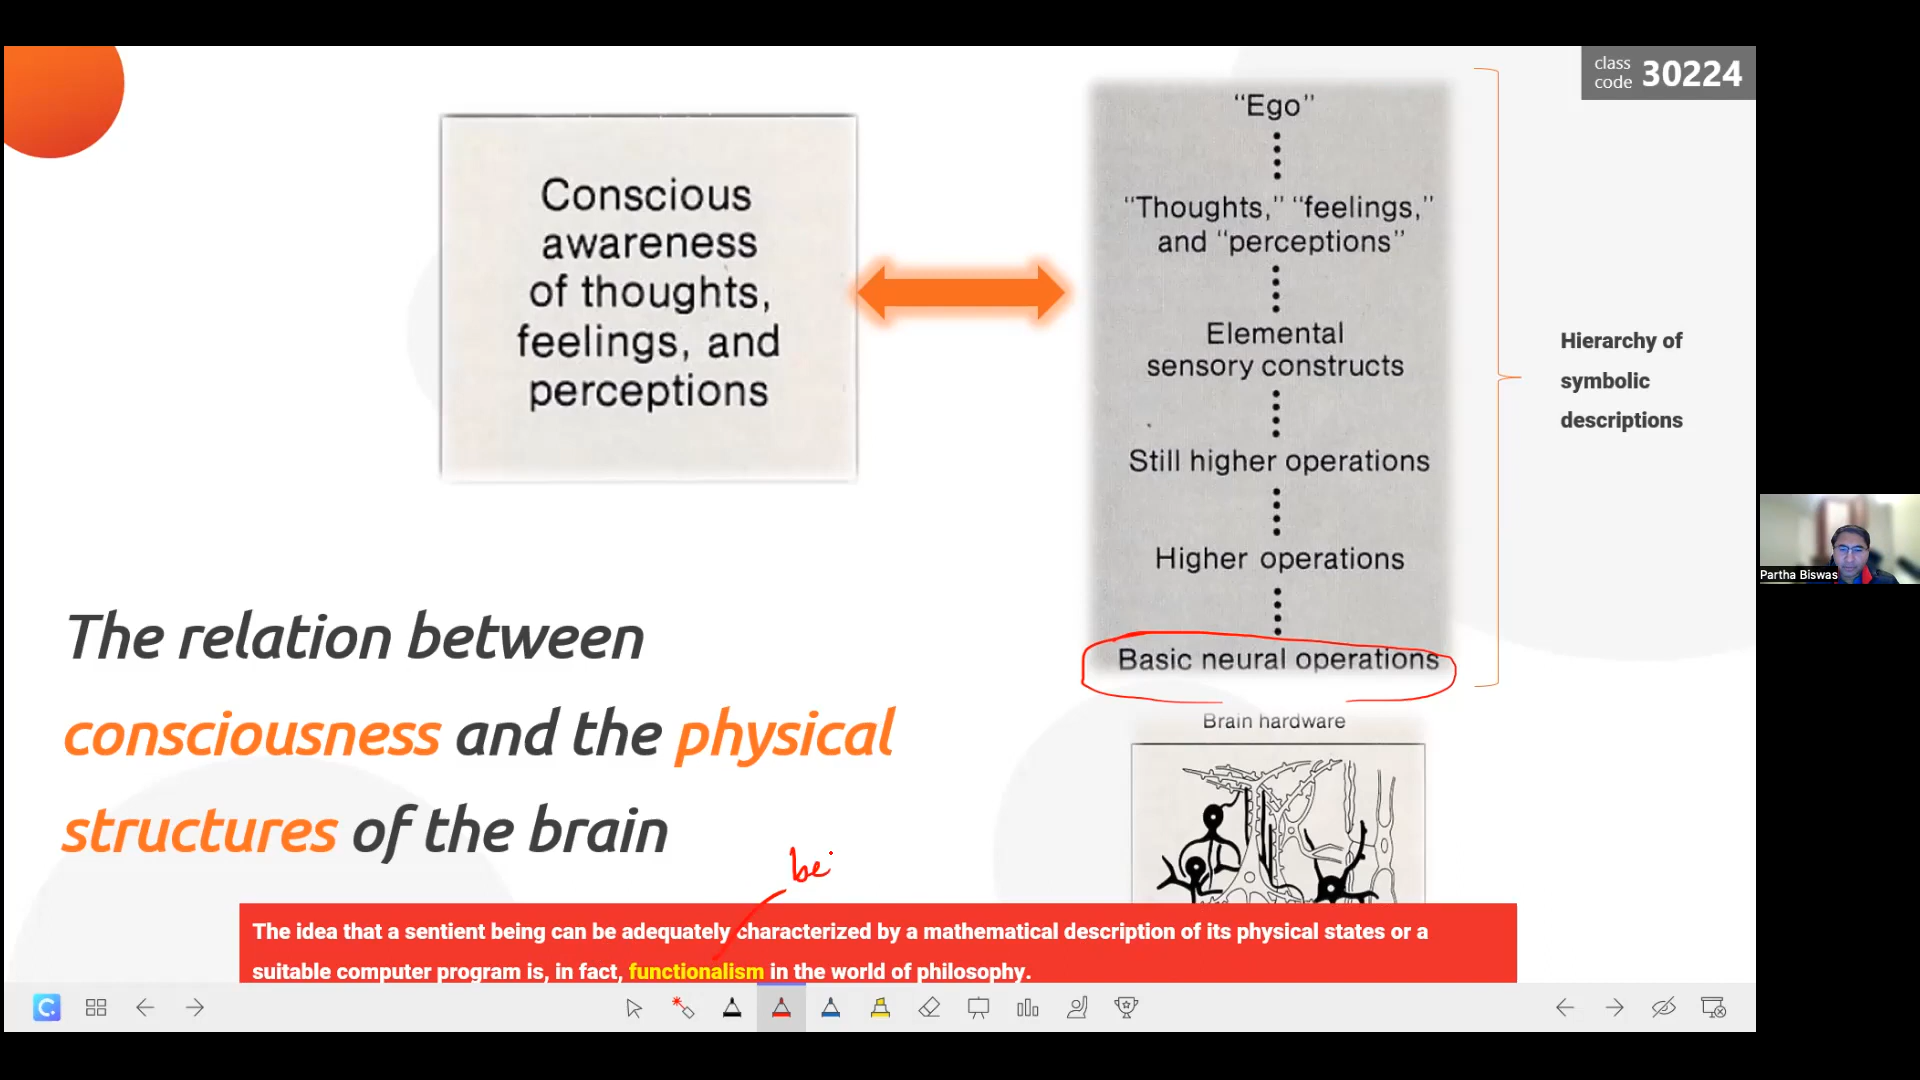 class
code 30224
Conscious
awareness
of thoughts,
feelings, and
perceptions
“Ego”
“Thoughts,” “feelings,”
and “perceptions”
Elemental
sensory constructs
Still higher operations
Higher operations
Basic neural operations
Hierarchy of
symbolic
descriptions
Brain hardware
The relation between
consciousness and the physical
structures of the brain
be
The idea that a sentient being can be adequately characterized by a mathematical description of its physical states or a
suitable computer program is, in fact, functionalism in the world of philosophy.
Partha Biswas